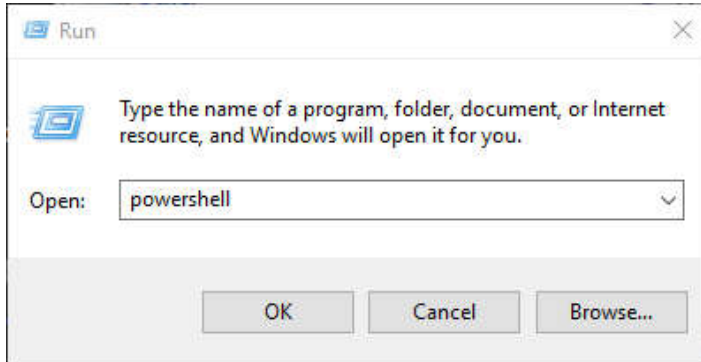 Run
Type the name of a program, folder, document, or Internet
resource, and Windows will open it for you.
Open: powershell
OK Cancel Browse...